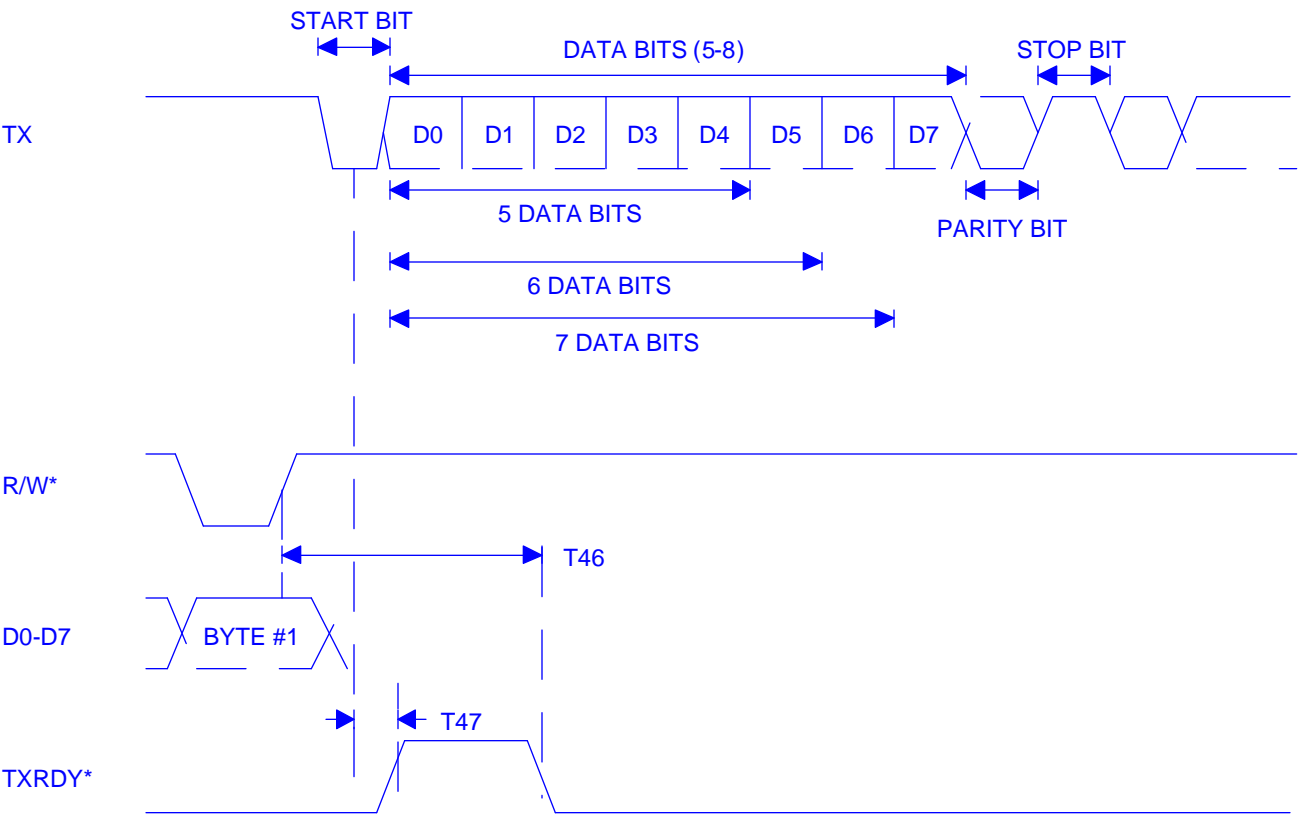 START BIT
DATA BITS (5-8)
STOP BIT
TX
D0 D1 D2 D3 D4 D5 D6 D7
5 DATA BITS
PARITY BIT
6 DATA BITS
7 DATA BITS
R/W*
T46
D0-D7
BYTE #1
T47
TXRDY*